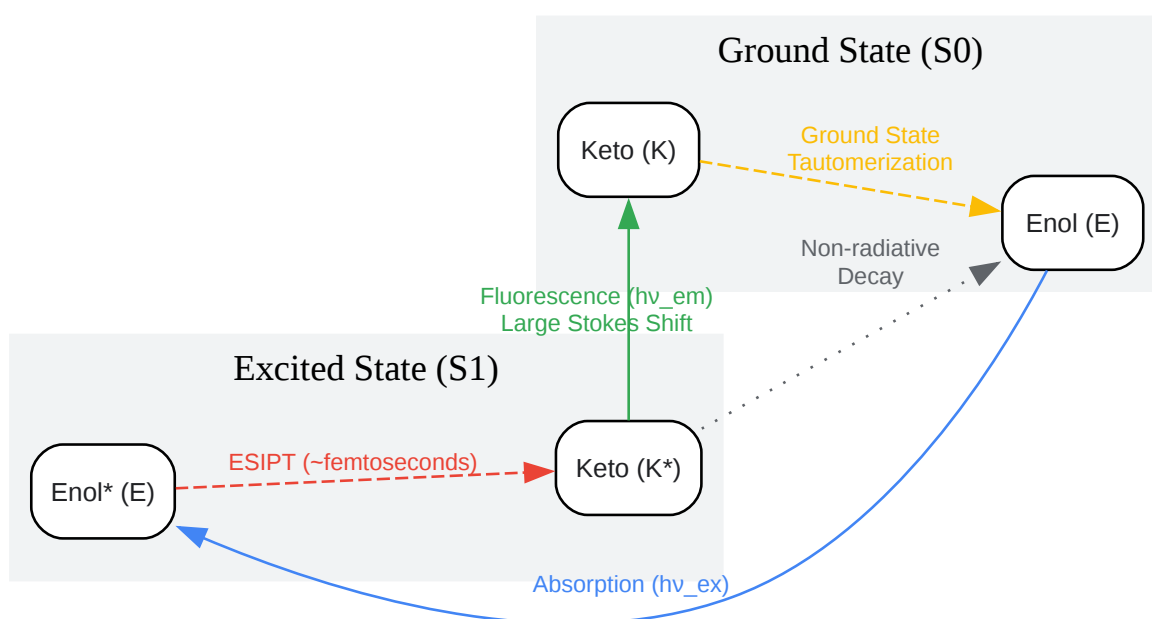 Ground State (S0)
Keto (K)
Ground State
Tautomerization
Enol (E)
Non-radiative
Decay
Fluorescence (hν_em)
Large Stokes Shift
Excited State (S1)
Enol* (E)
ESIPT (~femtoseconds)
Keto (K*)
Absorption (hν_ex)